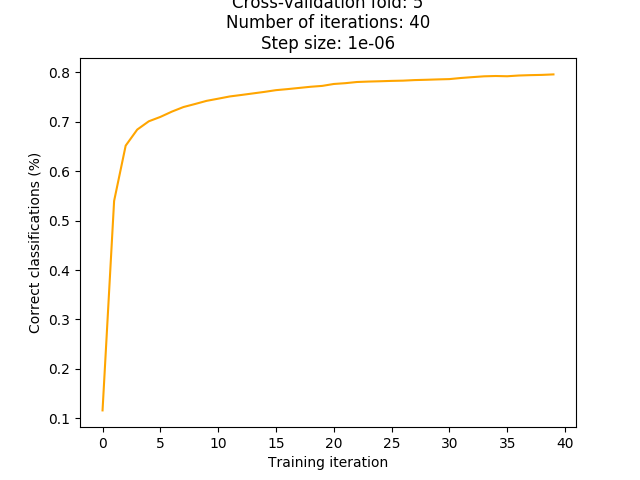 Cross-validation fold: 5
Number of iterations: 40
Step size: 1e-06
0.8
0.7
0.6
0.5
0.4
0.3
0.2
0.1
Correct classifications (%)
0 5 10 15 20 25 30 35 40
Training iteration